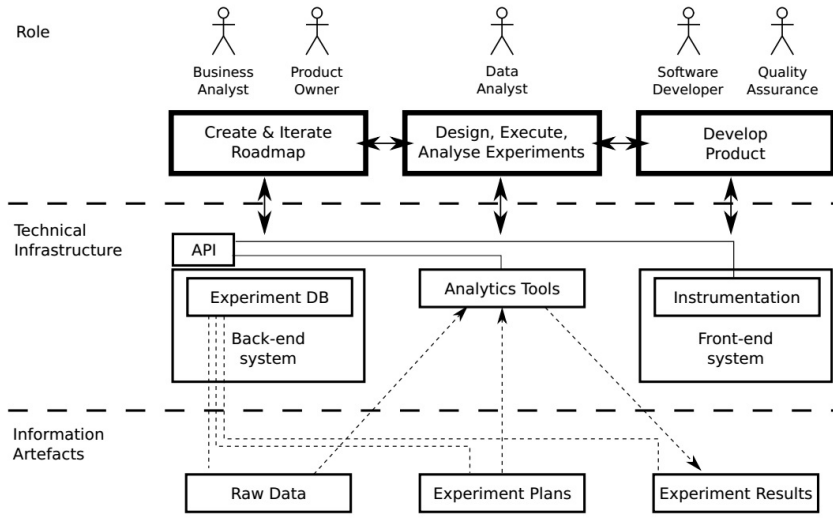 Role
Business
Analyst
Product
Owner
Data
Analyst
Software
Developer
Quality
Assurance
Create & Iterate
Roadmap
Design, Execute,
Analyse Experiments
Develop
Product
Technical
Infrastructure
API
Experiment DB
Back-end
system
Analytics Tools
Instrumentation
Front-end
system
Information
Artefacts
Raw Data
Experiment Plans
Experiment Results